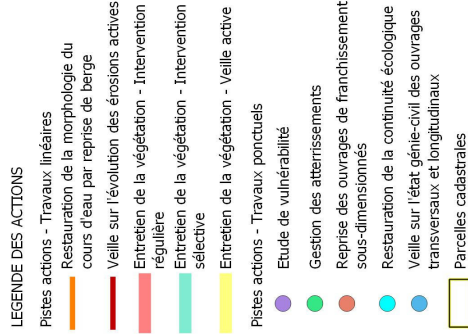 LEGENDE DES ACTIONS
Pistes actions - Travaux linéaires
Restauration de la morphologie du
cours d'eau par reprise de berge
Veille sur l'évolution des érosions actives
Entretien de la végétation - Intervention
régulière
Entretien de la végétation - Intervention
sélective
Entretien de la végétation - Veille active
Pistes actions - Travaux ponctuels
Etude de vulnérabilité
Gestion des atterrissements
Reprise des ouvrages de franchissement
sous-dimensionnés
Restauration de la continuité écologique
Veille sur l'état génie-civil des ouvrages
transversaux et longitudinaux
Parcelles cadastrales